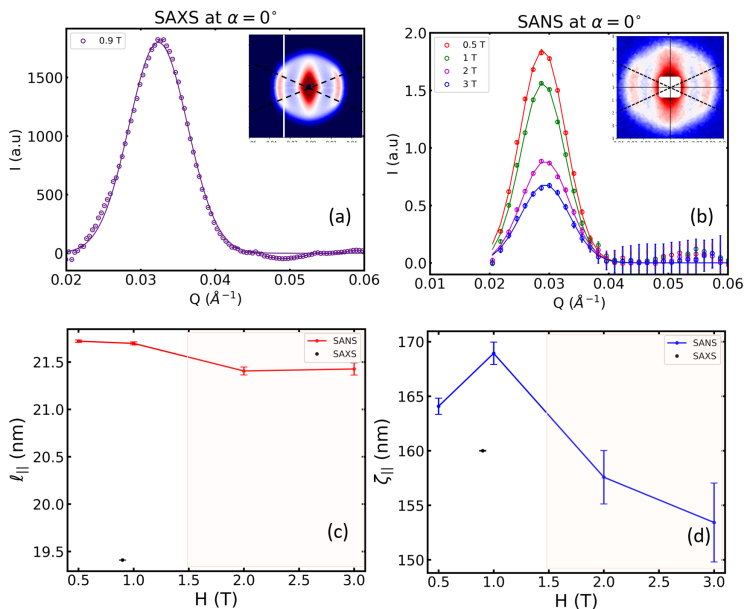 SAXS at α = 0°
0.9 T
I (a.u)
1500
1000
500
0
(a)
0.02 0.03 0.04 0.05 0.06
Q (Å⁻¹)
SANS at α = 0°
0.5 T
1 T
2 T
3 T
I (a.u)
2.0
1.5
1.0
0.5
0.0
(b)
0.01 0.02 0.03 0.04 0.05 0.06
Q (Å⁻¹)
SANS
SAXS
ℓ|| (nm)
21.5
21.0
20.5
20.0
19.5
(c)
0.5 1.0 1.5 2.0 2.5 3.0
H (T)
SANS
SAXS
ζ|| (nm)
170
165
160
155
150
(d)
0.5 1.0 1.5 2.0 2.5 3.0
H (T)